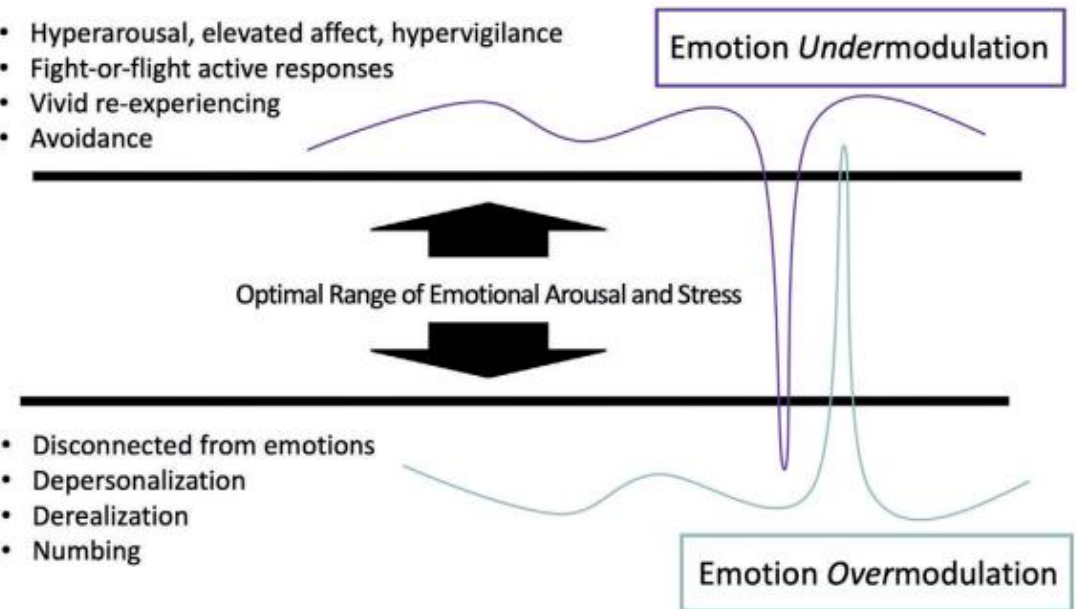 • Hyperarousal, elevated affect, hypervigilance
• Fight-or-flight active responses
• Vivid re-experiencing
• Avoidance
Emotion Undermodulation
Optimal Range of Emotional Arousal and Stress
• Disconnected from emotions
• Depersonalization
• Derealization
• Numbing
Emotion Overmodulation